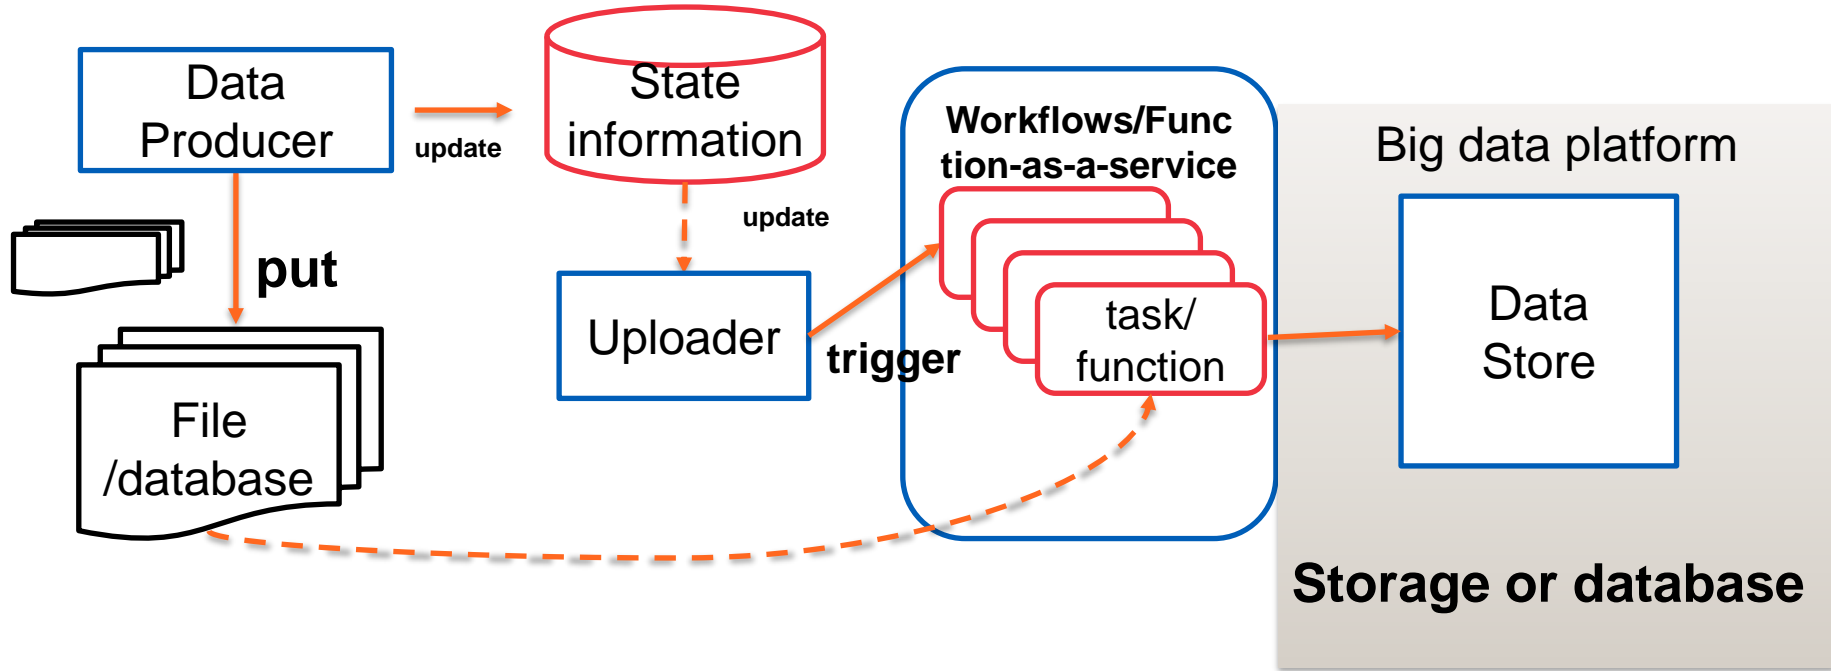 Data
Producer
update
State
information
update
put
File
/database
Uploader
trigger
Workflows/Func
tion-as-a-service
task/
function
Big data platform
Data
Store
Storage or database